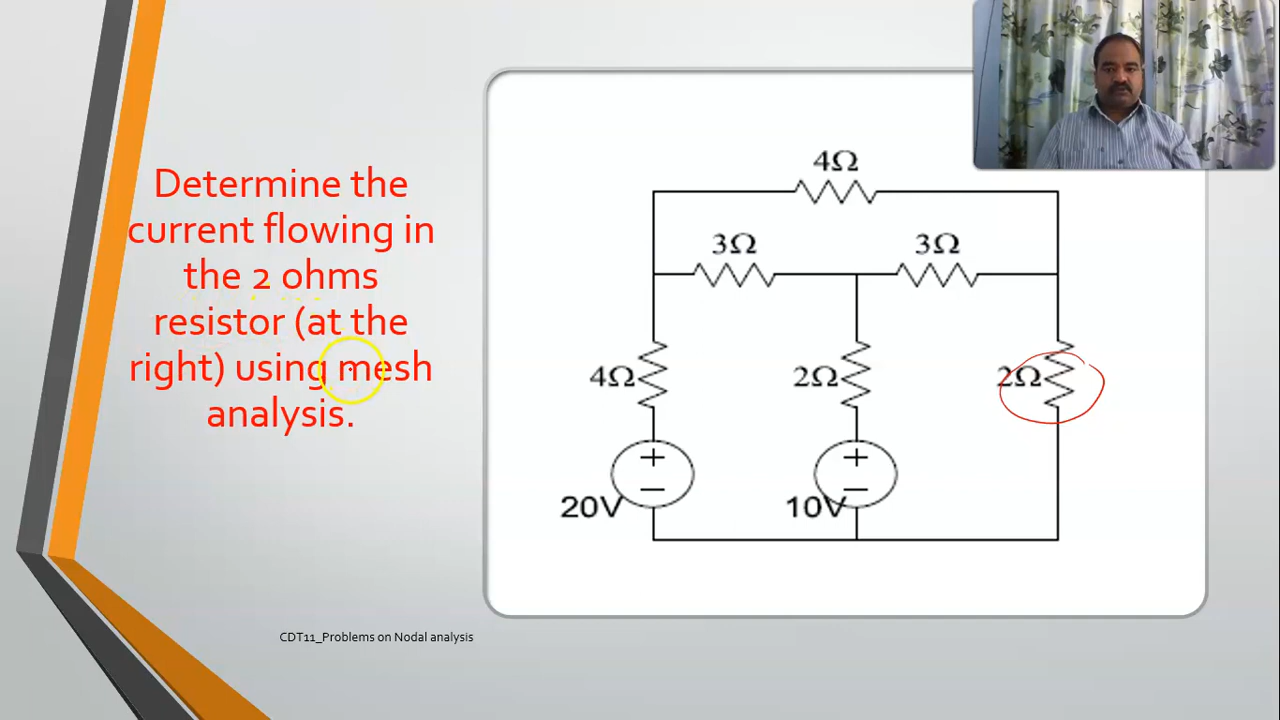 Determine the
current flowing in
the 2 ohms
resistor (at the
right) using mesh
analysis.
4Ω
3Ω 3Ω
4Ω 2Ω 2Ω
+ +
20V 10V
CDT11_Problems on Nodal analysis